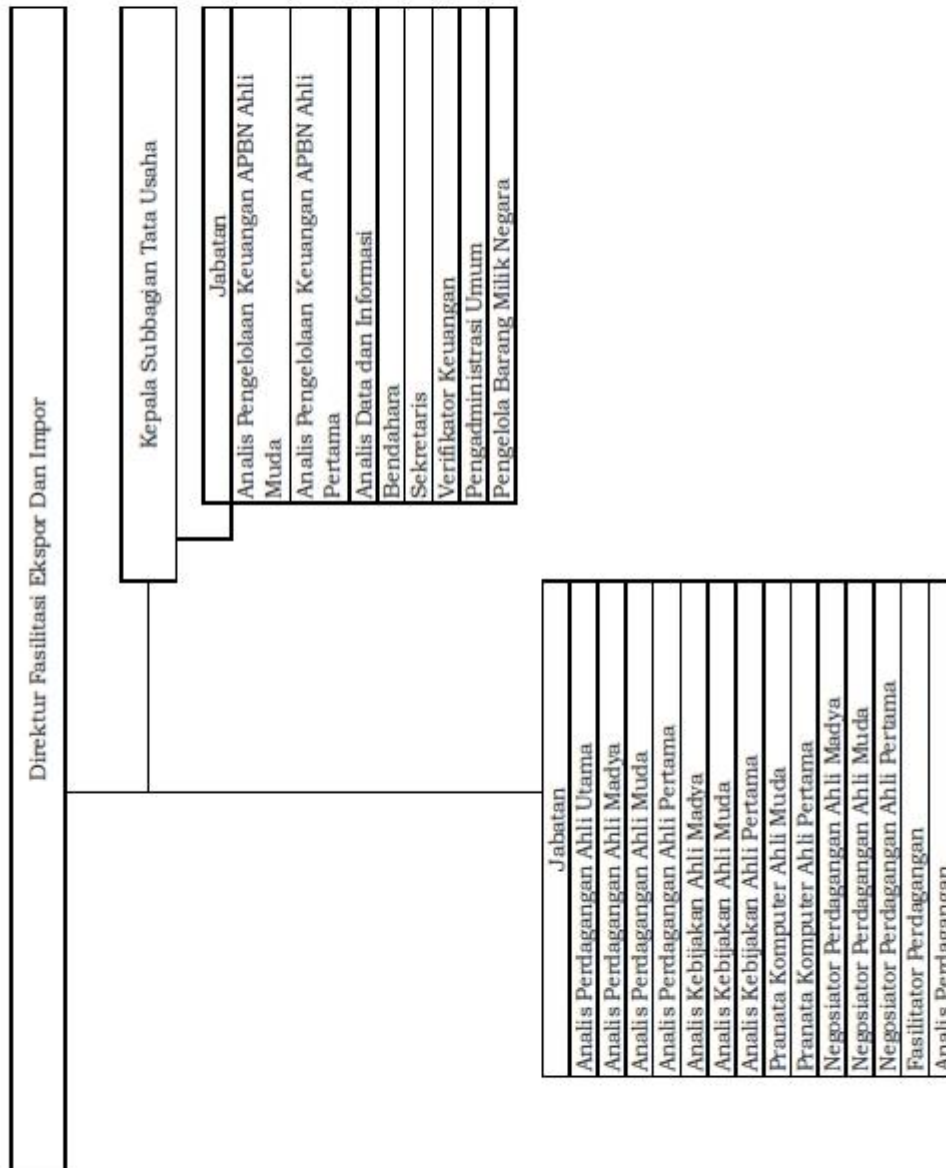 Direktur Fasilitasi Ekspor Dan Impor
Kepala Subbagian Tata Usaha
Jabatan
Analis Pengelolaan Keuangan APBN Ahli
Muda
Analis Pengelolaan Keuangan APBN Ahli
Pertama
Analis Data dan Informasi
Bendahara
Sekretaris
Verifikator Keuangan
Pengadministrasi Umum
Pengelola Barang Milik Negara
Jabatan
Analis Perdagangan Ahli Utama
Analis Perdagangan Ahli Madya
Analis Perdagangan Ahli Muda
Analis Perdagangan Ahli Pertama
Analis Kebijakan Ahli Madya
Analis Kebijakan Ahli Muda
Analis Kebijakan Ahli Pertama
Pranata Komputer Ahli Muda
Pranata Komputer Ahli Pertama
Negosiator Perdagangan Ahli Madya
Negosiator Perdagangan Ahli Muda
Negosiator Perdagangan Ahli Pertama
Fasilitator Perdagangan
Analis Perdagangan